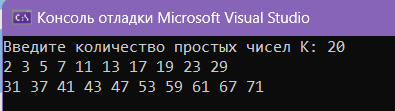 Консоль отладки Microsoft Visual Studio
Введите количество простых чисел K: 20
2 3 5 7 11 13 17 19 23 29
31 37 41 43 47 53 59 61 67 71